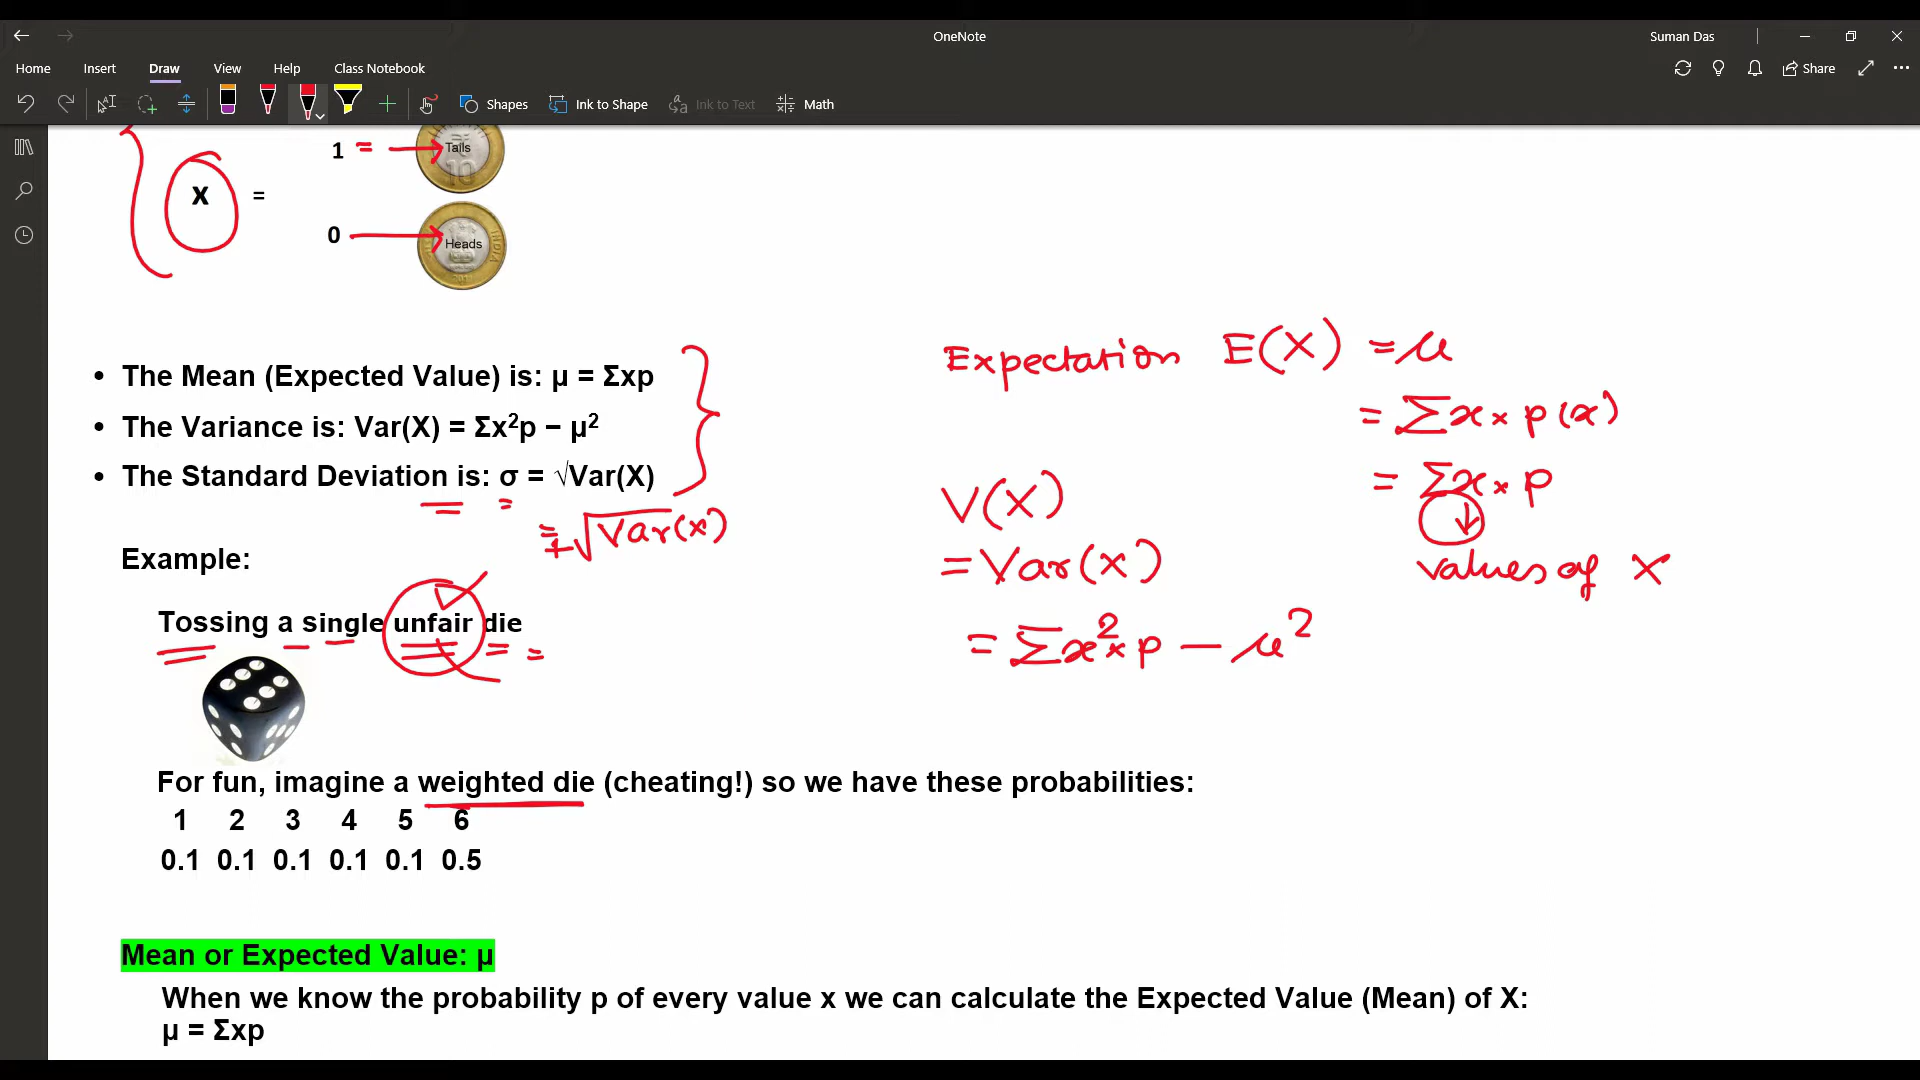 OneNote
Suman Das
Home Insert Draw View Help Class Notebook
Share
Shapes Ink to Shape Ink to Text Math
1 = Tails
10
X =
0 Heads
INDIA
2011
• The Mean (Expected Value) is: μ = Σxp
• The Variance is: Var(X) = Σx²p − μ²
• The Standard Deviation is: σ = √Var(X)
= +√Var(X)
Expectation E(X) = μ
= Σx × p(x)
= Σx × p
values of X
V(X)
= Var(X)
= Σx² × p − μ²
Example:
Tossing a single unfair die
For fun, imagine a weighted die (cheating!) so we have these probabilities:
1 2 3 4 5 6
0.1 0.1 0.1 0.1 0.1 0.5
Mean or Expected Value: μ
When we know the probability p of every value x we can calculate the Expected Value (Mean) of X:
μ = Σxp